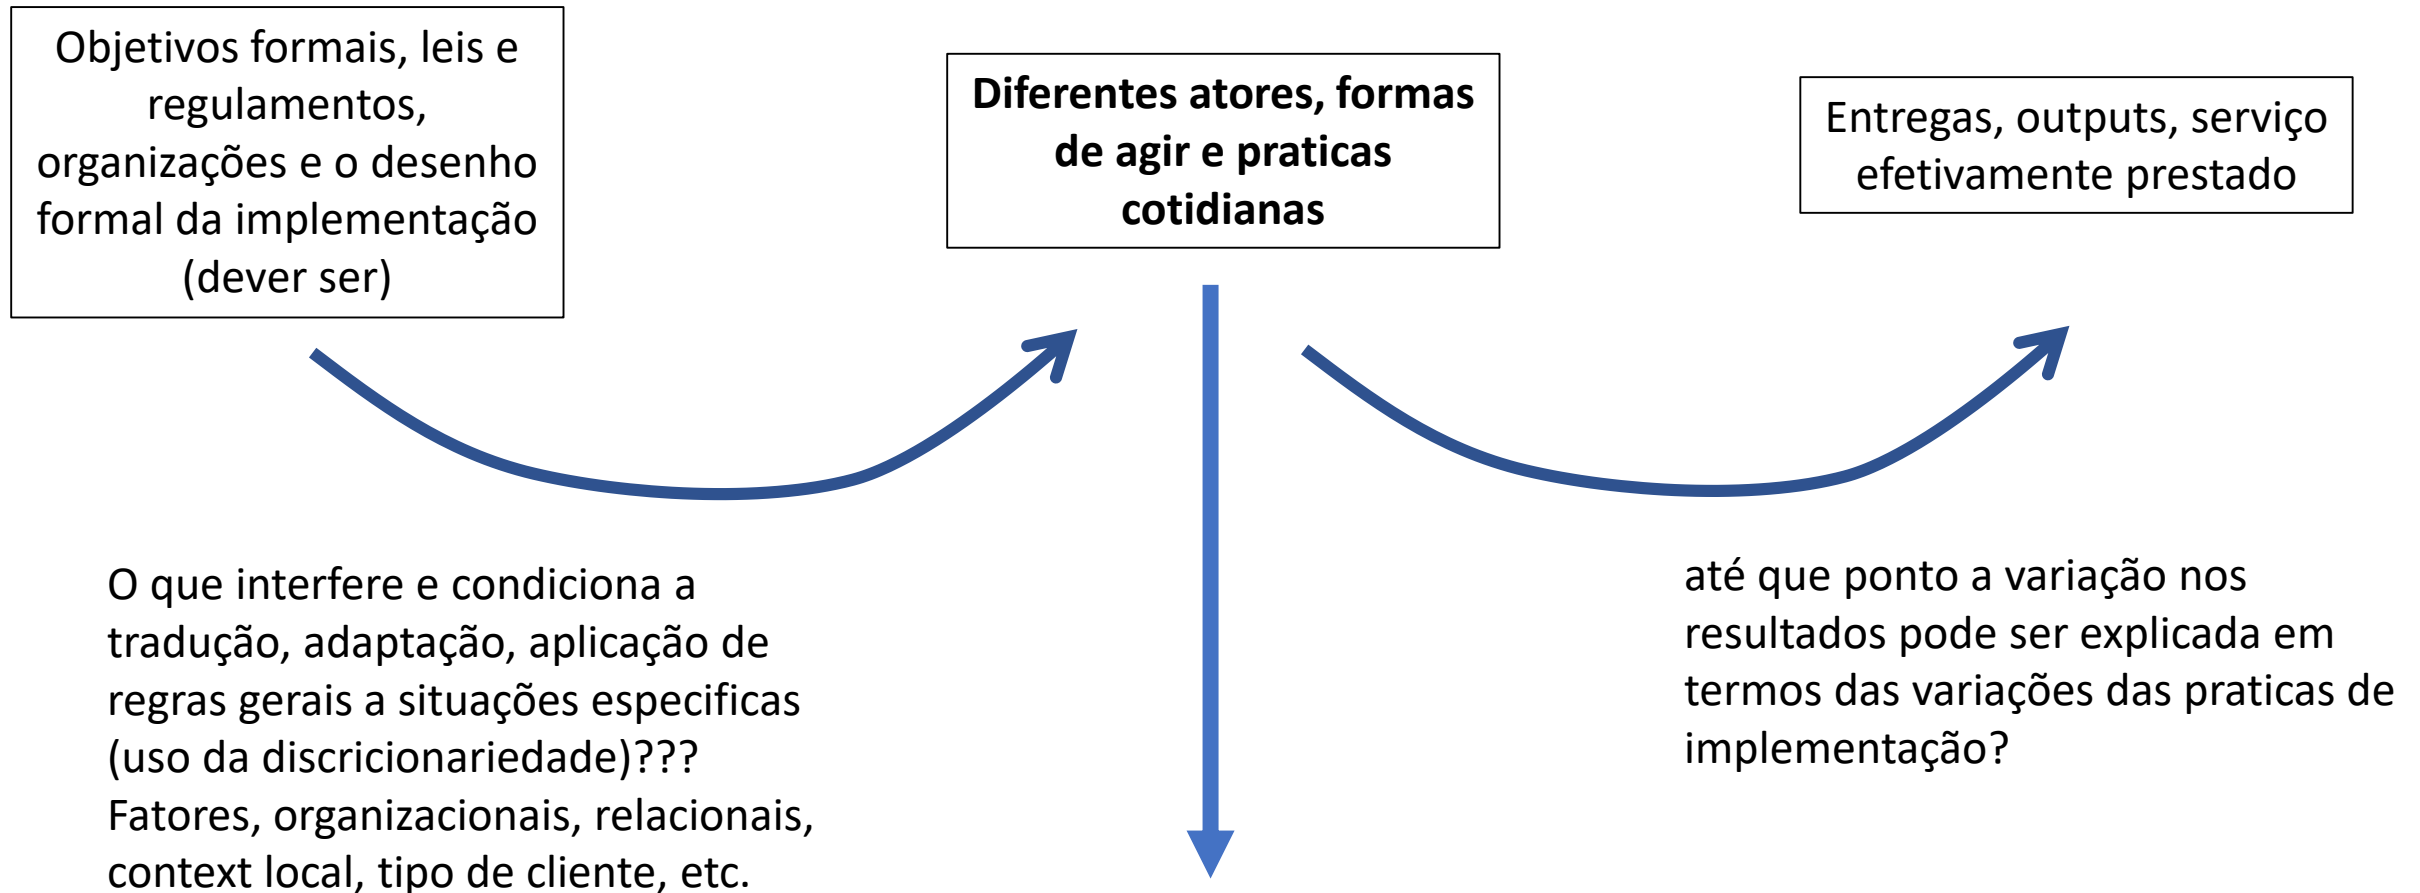 Objetivos formais, leis e
regulamentos,
organizações e o desenho
formal da implementação
(dever ser)
Diferentes atores, formas
de agir e praticas
cotidianas
Entregas, outputs, serviço
efetivamente prestado
O que interfere e condiciona a
tradução, adaptação, aplicação de
regras gerais a situações especificas
(uso da discricionariedade)???
Fatores, organizacionais, relacionais,
context local, tipo de cliente, etc.
até que ponto a variação nos
resultados pode ser explicada em
termos das variações das praticas de
implementação?